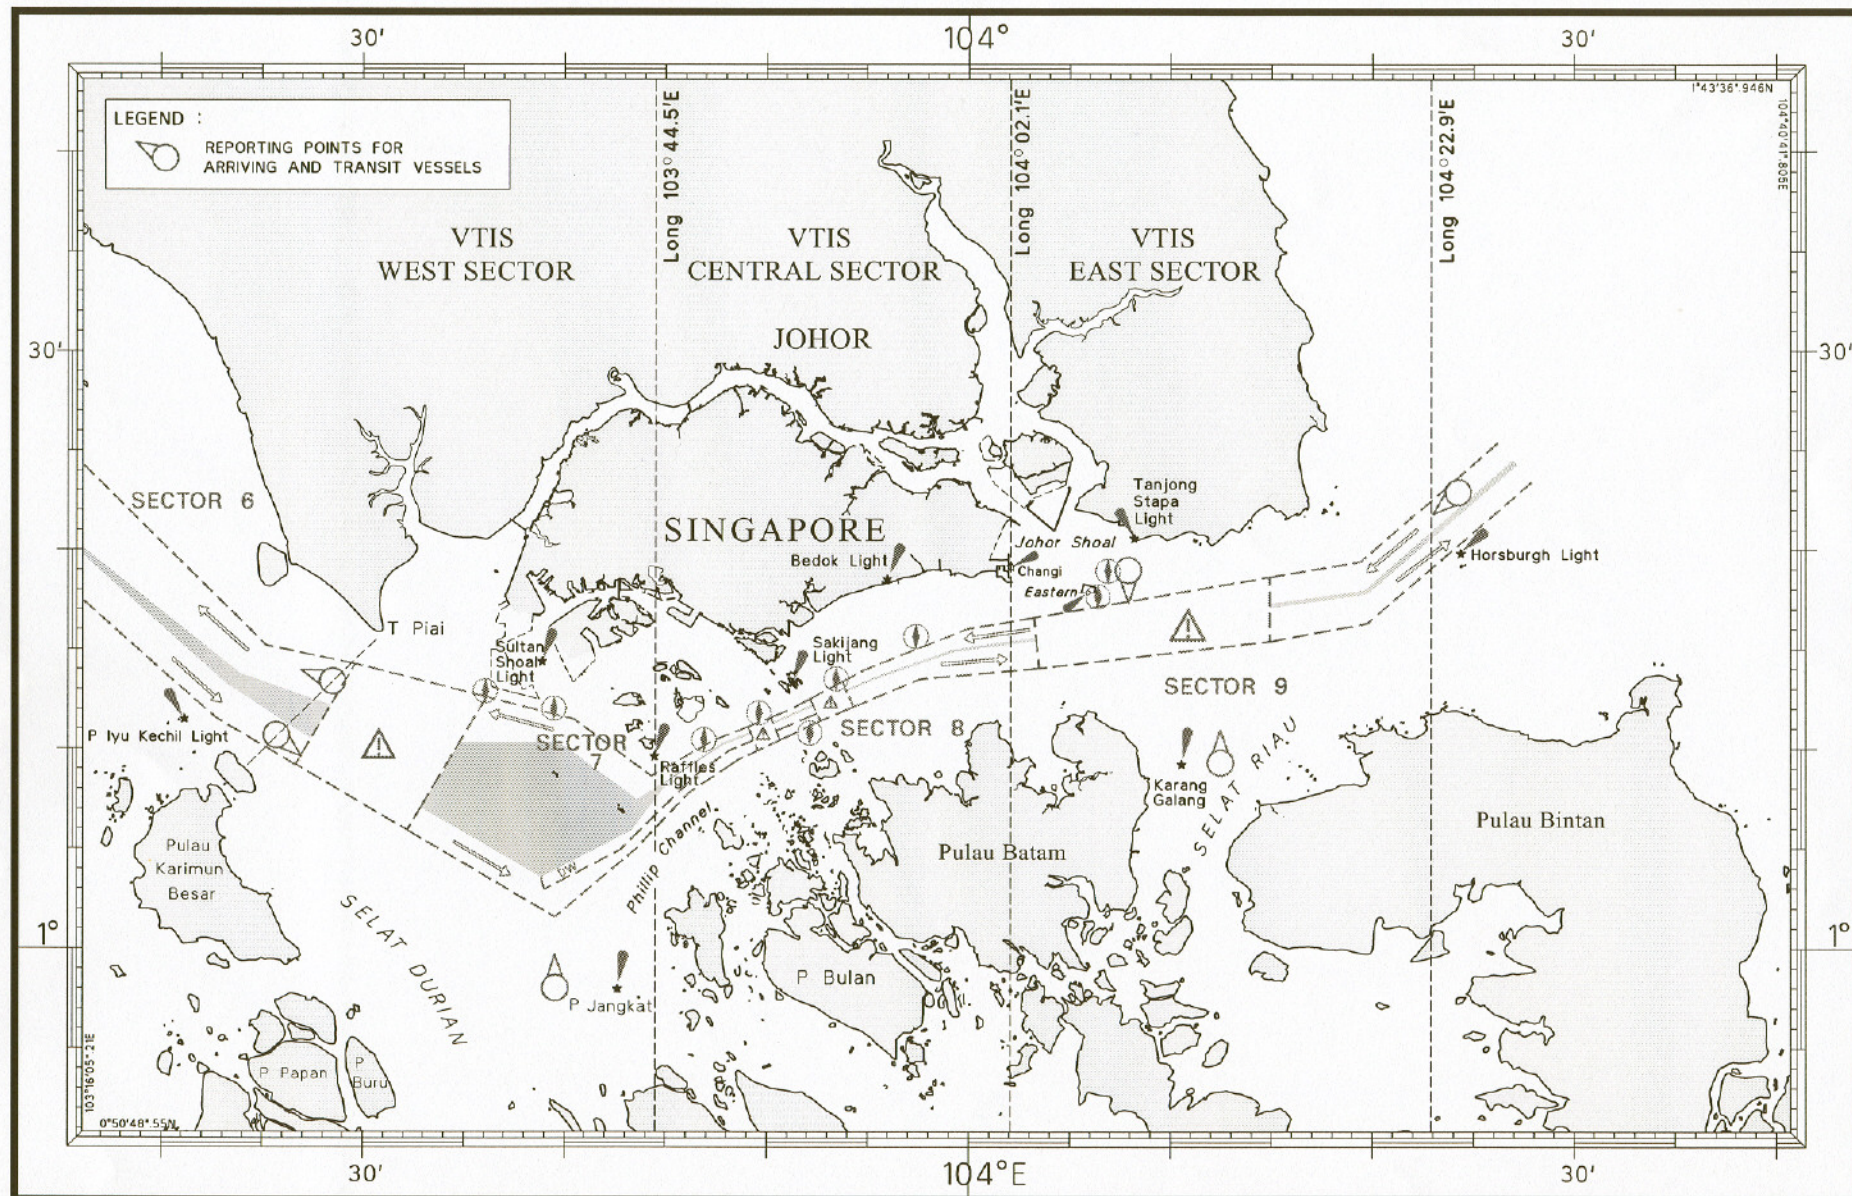 30'
104°
30'
LEGEND :
REPORTING POINTS FOR
ARRIVING AND TRANSIT VESSELS
1°43'36".946N
104°40'41".805E
Long 103°44.5'E
Long 104°02.1'E
Long 104°22.9'E
VTIS
WEST SECTOR
VTIS
CENTRAL SECTOR
VTIS
EAST SECTOR
JOHOR
30'
30'
SECTOR 6
SINGAPORE
Tanjong
Stapa
Light
Johor Shoal
Bedok Light
Changi
Eastern
Horsburgh Light
T Piai
Sultan
Shoal
Light
Sakijang
Light
SECTOR 9
P Iyu Kechil Light
SECTOR
7
SECTOR 8
Raffles
Light
Karang
Galang
SELAT RIAU
Pulau
Karimun
Besar
Phillip Channel
DW
Pulau Batam
Pulau Bintan
SELAT DURIAN
1°
1°
P Jangkat
P Bulan
P Papan
P
Buru
103°16'05".21E
0°50'48".55N
30'
104°E
30'